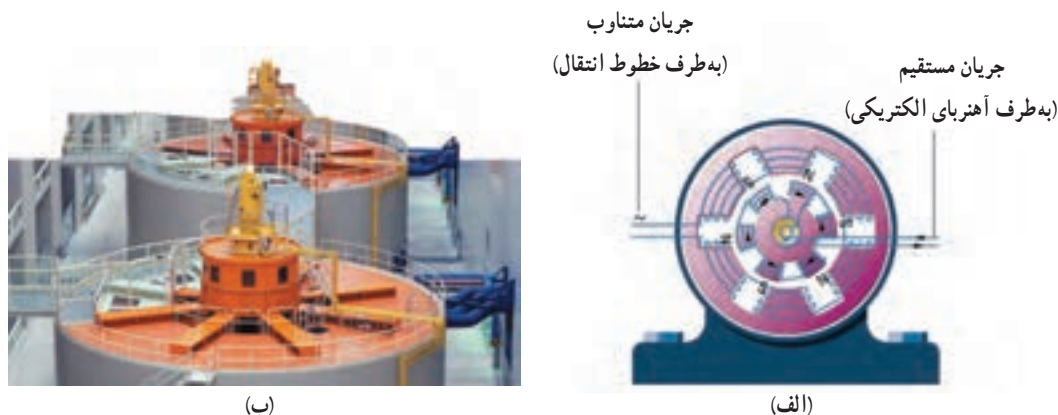 جریان متناوب
(به‌طرف خطوط انتقال)
جریان مستقیم
(به‌طرف آهنربای الکتریکی)
(الف)
(ب)